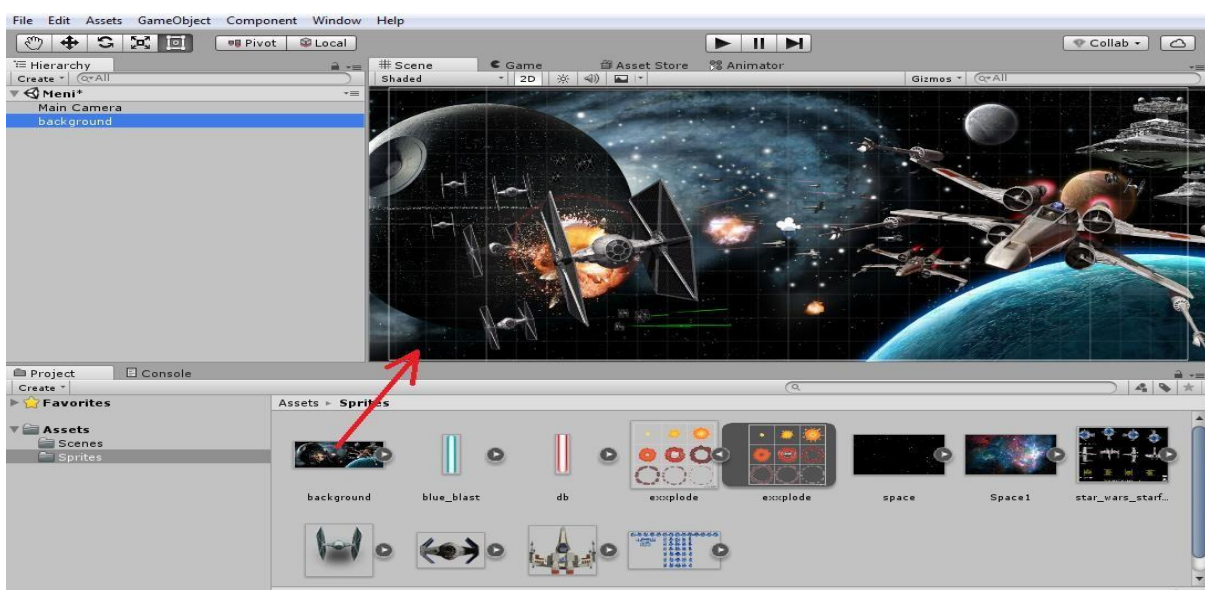 File Edit Assets GameObject Component Window Help
Pivot Local Collab
Hierarchy
Create All
Meni*
Main Camera
background
Scene Game Asset Store Animator
Shaded 2D Gizmos All
Project Console
Create
Favorites
Assets
Scenes
Sprites
Assets Sprites
background blue_blast db exxplode exxplode space Space1 star_wars_starf...